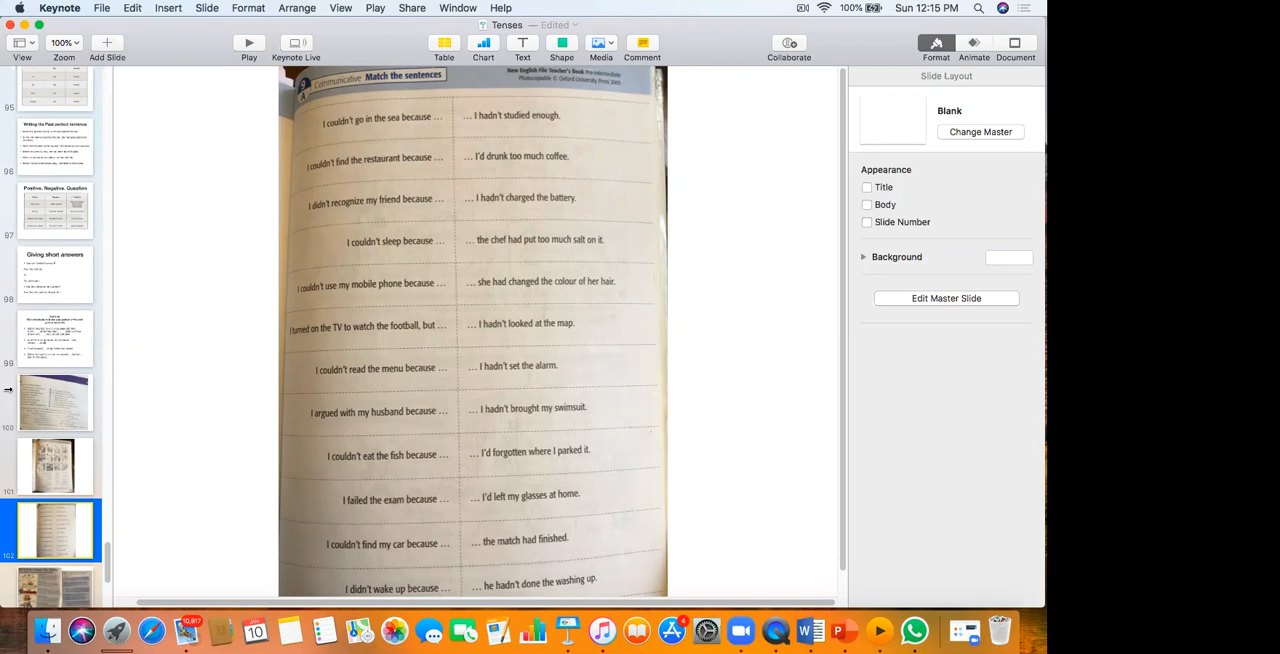 Keynote File Edit Insert Slide Format Arrange View Play Share Window Help 100% Sun 12:15 PM
Tenses — Edited
100%
View Zoom Add Slide Play Keynote Live Table Chart Text Shape Media Comment Collaborate Format Animate Document
Slide Layout
Blank
Change Master
Appearance
Title
Body
Slide Number
Background
Edit Master Slide
95
Writing the Past perfect sentence
96
Positive, Negative, Question
97
Giving short answers
98
99
100
101
102
9
A
Communicative Match the sentences
New English File Teacher's Book Pre-intermediate
Photocopiable © Oxford University Press 2005
I couldn't go in the sea because ... ... I hadn't studied enough.
I couldn't find the restaurant because ... ... I'd drunk too much coffee.
I didn't recognize my friend because ... ... I hadn't charged the battery.
I couldn't sleep because ... ... the chef had put too much salt on it.
I couldn't use my mobile phone because ... ... she had changed the colour of her hair.
I turned on the TV to watch the football, but ... ... I hadn't looked at the map.
I couldn't read the menu because ... ... I hadn't set the alarm.
I argued with my husband because ... ... I hadn't brought my swimsuit.
I couldn't eat the fish because ... ... I'd forgotten where I parked it.
I failed the exam because ... ... I'd left my glasses at home.
I couldn't find my car because ... ... the match had finished.
I didn't wake up because ... ... he hadn't done the washing up.
10,917
JAN
10
4
W
P